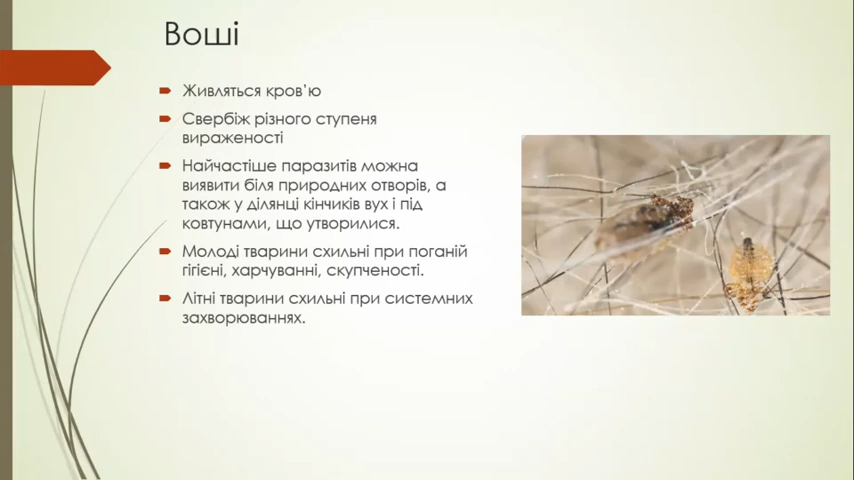 Воші
Живляться кров’ю
Свербіж різного ступеня
вираженості
Найчастіше паразитів можна
виявити біля природних отворів, а
також у ділянці кінчиків вух і під
ковтунами, що утворилися.
Молоді тварини схильні при поганій
гігієні, харчуванні, скупченості.
Літні тварини схильні при системних
захворюваннях.